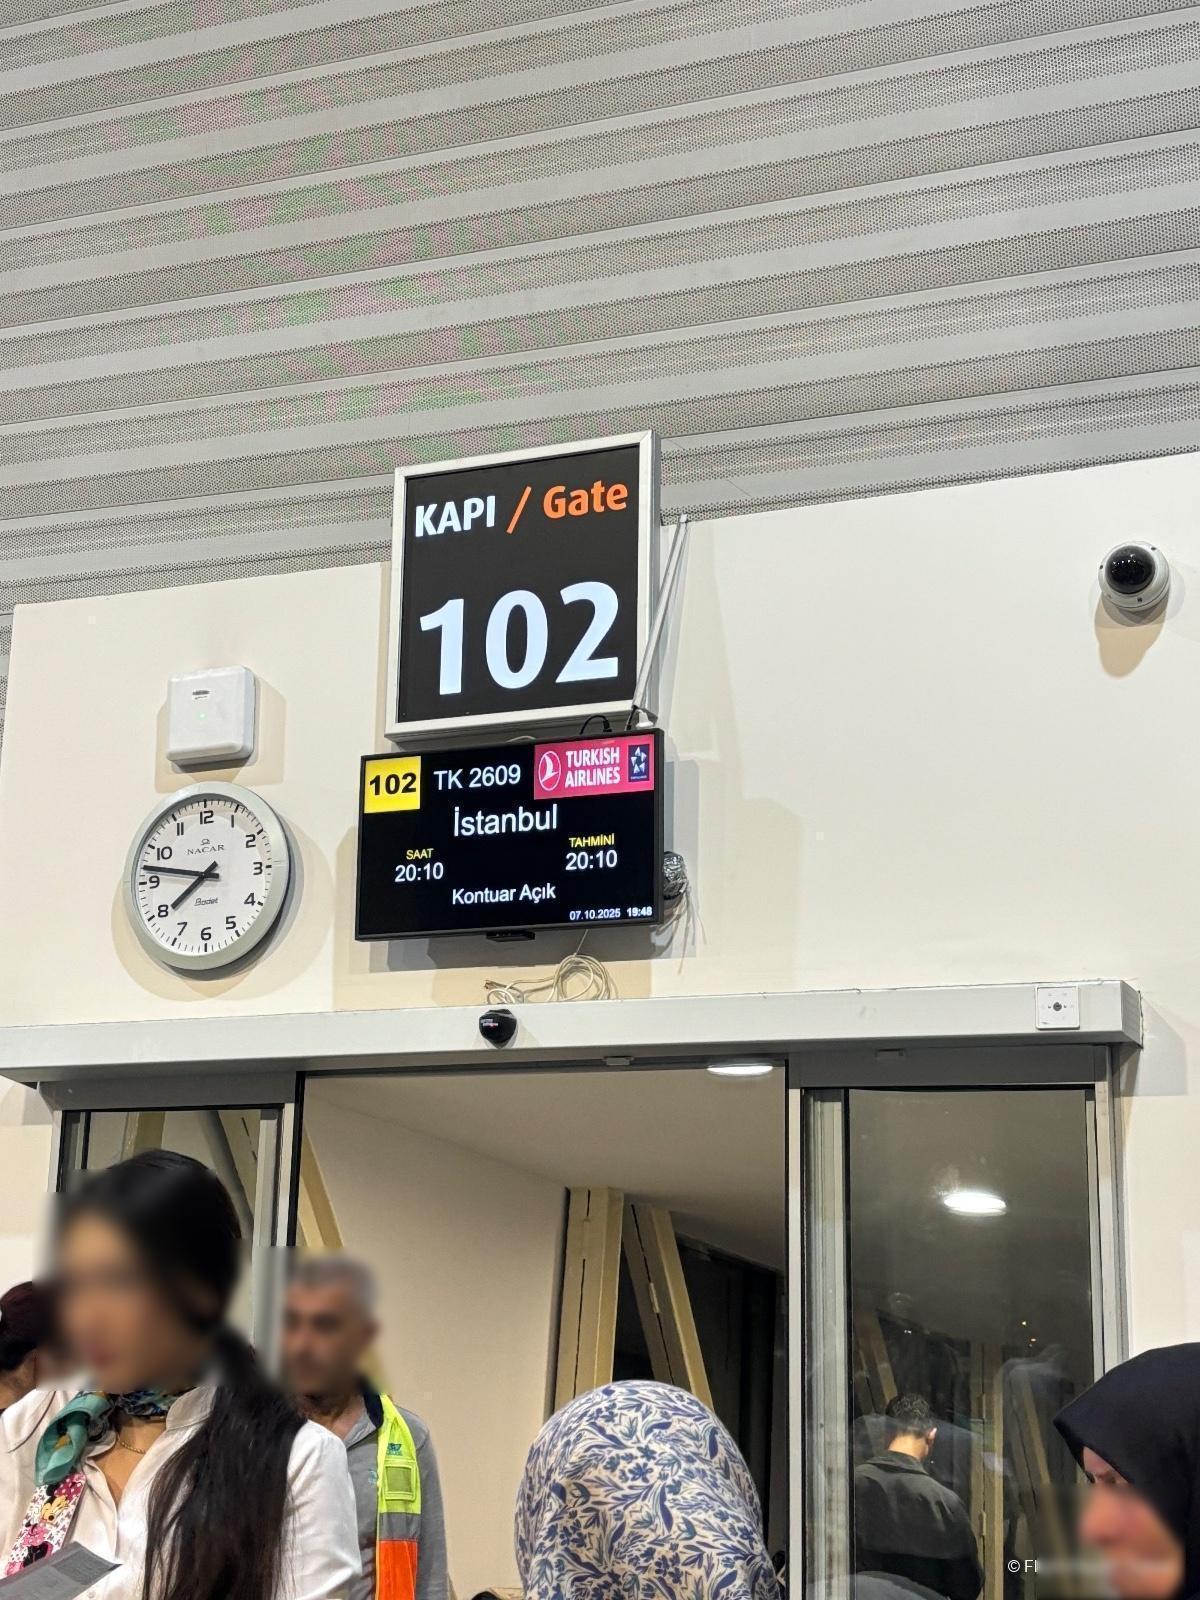 KAPI / Gate
102
102 TK 2609 TURKISH AIRLINES
İstanbul
SAAT TAHMİNİ
20:10 20:10
Kontuar Açık
07.10.2025 19:48
12
11 1
10 2
NACAR
9 3
Bodet
8 4
7 5
6
©